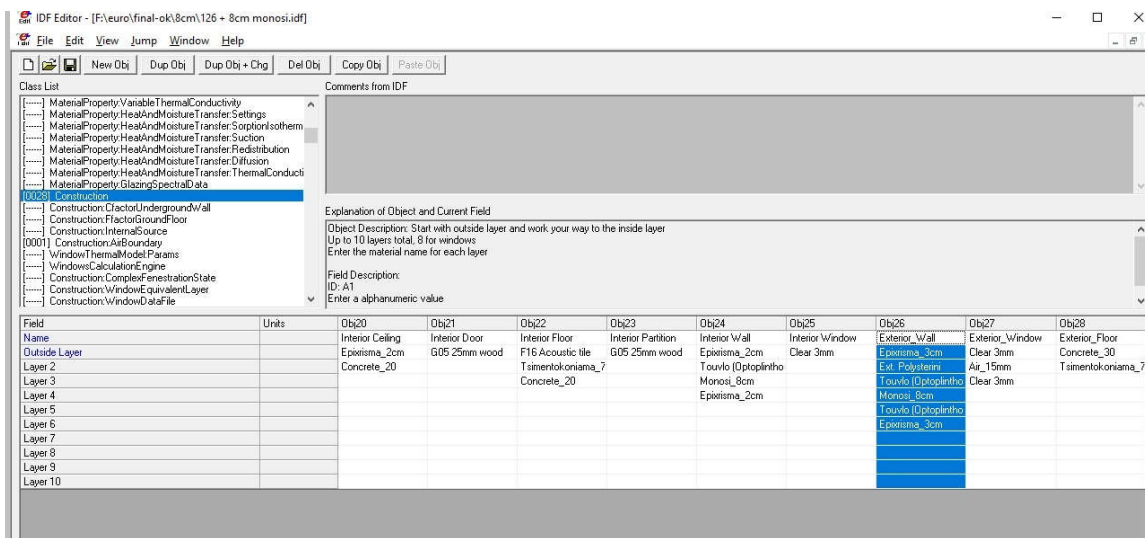 IDF Editor - [F:\euro\final-ok\8cm\126 + 8cm monosi.idf]
File Edit View Jump Window Help
New Obj Dup Obj Dup Obj + Chg Del Obj Copy Obj Paste Obj
Class List Comments from IDF
[------] MaterialProperty:VariableThermalConductivity
[------] MaterialProperty:HeatAndMoistureTransfer:Settings
[------] MaterialProperty:HeatAndMoistureTransfer:SorptionIsotherm
[------] MaterialProperty:HeatAndMoistureTransfer:Suction
[------] MaterialProperty:HeatAndMoistureTransfer:Redistribution
[------] MaterialProperty:HeatAndMoistureTransfer:Diffusion
[------] MaterialProperty:HeatAndMoistureTransfer:ThermalConducti
[------] MaterialProperty:GlazingSpectralData
[0028] Construction
[------] Construction:CfactorUndergroundWall
[------] Construction:FfactorGroundFloor
[------] Construction:InternalSource
[0001] Construction:AirBoundary
[------] WindowThermalModel:Params
[------] WindowsCalculationEngine
[------] Construction:ComplexFenestrationState
[------] Construction:WindowEquivalentLayer
[------] Construction:WindowDataFile
Explanation of Object and Current Field
Object Description: Start with outside layer and work your way to the inside layer
Up to 10 layers total, 8 for windows
Enter the material name for each layer
Field Description:
ID: A1
Enter a alphanumeric value
Field Units Obj20 Obj21 Obj22 Obj23 Obj24 Obj25 Obj26 Obj27 Obj28
Name Interior Ceiling Interior Door Interior Floor Interior Partition Interior Wall Interior Window Exterior_Wall Exterior_Window Exterior_Floor
Outside Layer Epixrisma_2cm G05 25mm wood F16 Acoustic tile G05 25mm wood Epixrisma_2cm Clear 3mm Epixrisma_3cm Clear 3mm Concrete_30
Layer 2 Concrete_20 Tsimentokoniama_7 Touvlo (Optoplintho Ext. Polysterini Air_15mm Tsimentokoniama_7
Layer 3 Concrete_20 Monosi_8cm Touvlo (Optoplintho Clear 3mm
Layer 4 Epixrisma_2cm Monosi_8cm
Layer 5 Touvlo (Optoplintho
Layer 6 Epixrisma_3cm
Layer 7
Layer 8
Layer 9
Layer 10